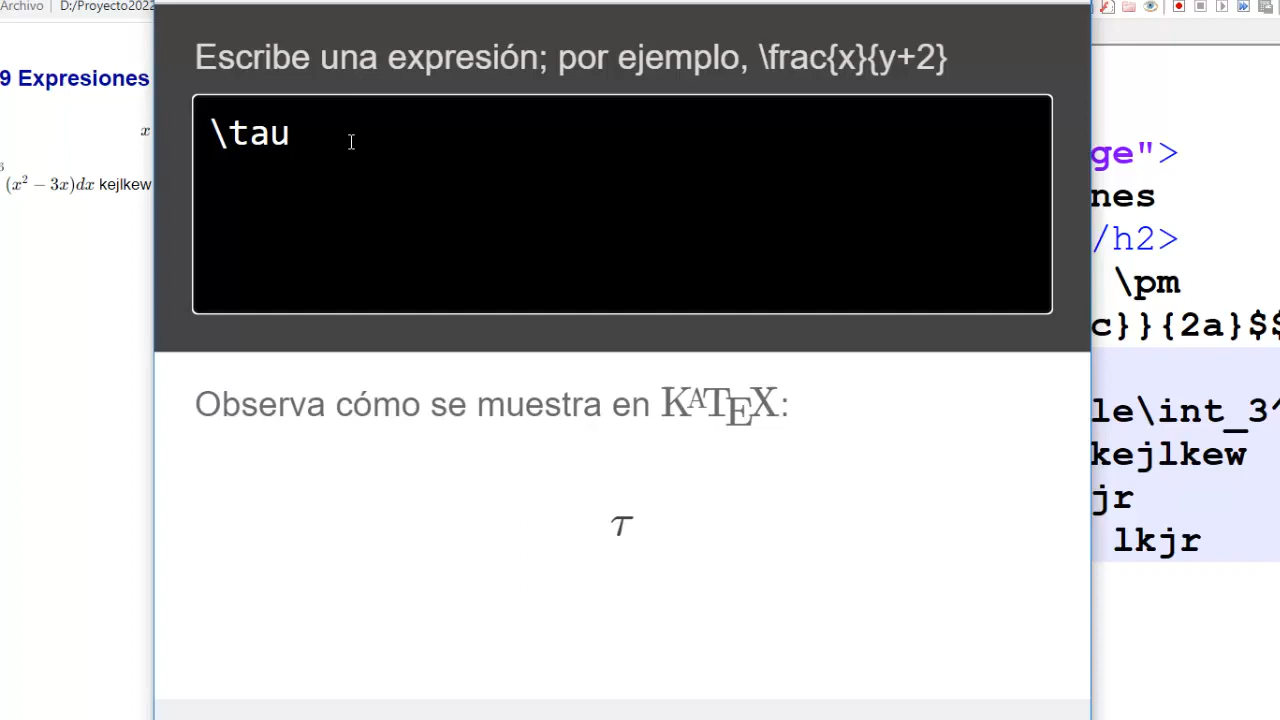 Archivo D:/Proyecto2022
Escribe una expresión; por ejemplo, \frac{x}{y+2}
\tau
Observa cómo se muestra en KATEX:
τ
9 Expresiones
x
6
(x² − 3x)dx kejlkew
ge">
nes
/h2>
\pm
c}}{2a}$$
le\int_3^
kejlkew
jr
lkjr